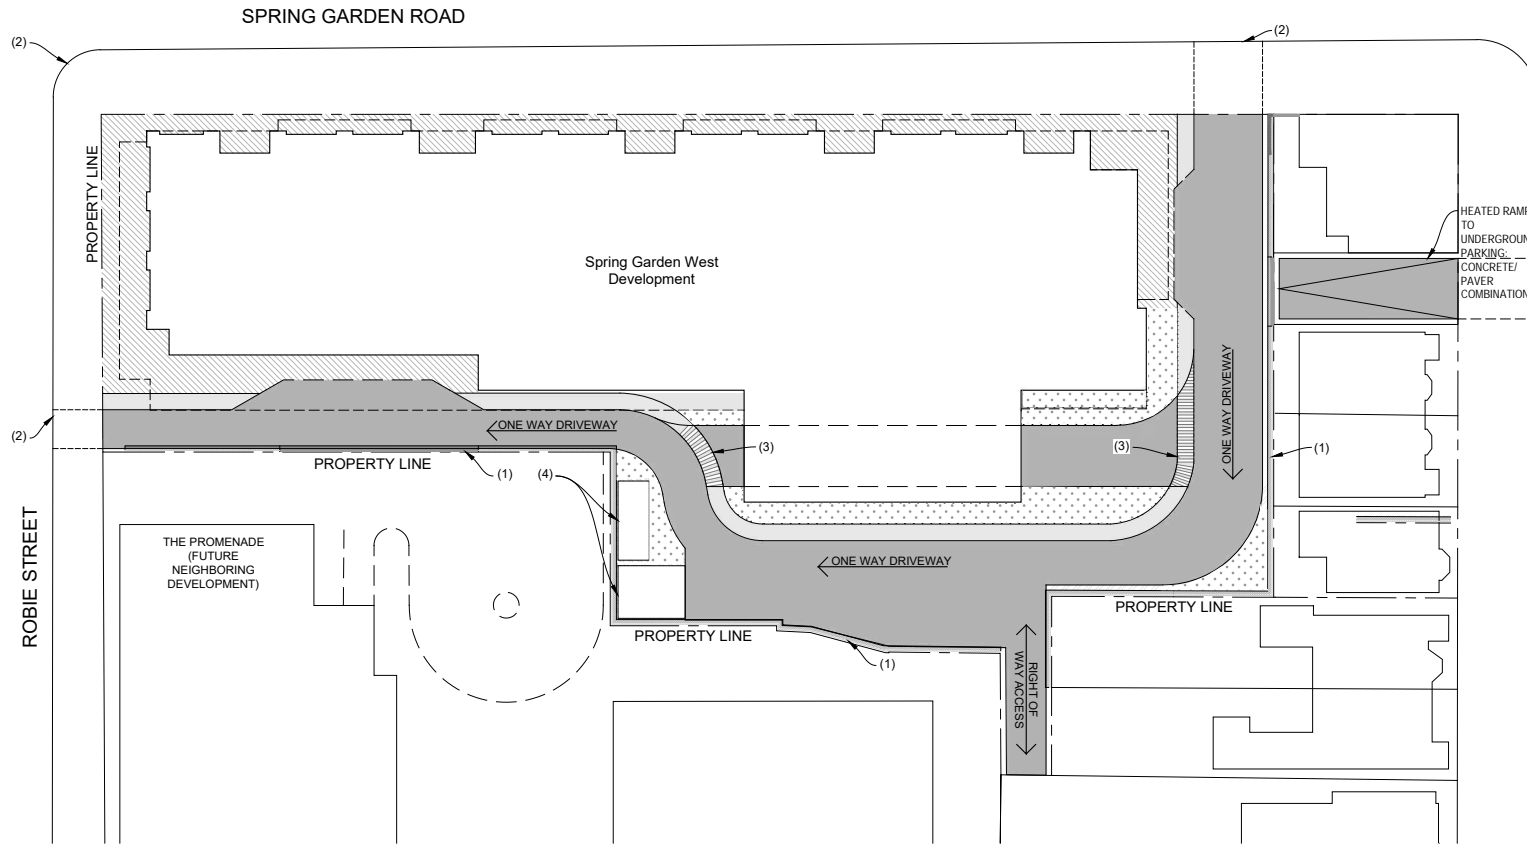 SPRING GARDEN ROAD
(2)
(2)
PROPERTY LINE
Spring Garden West
Development
HEATED RAMP
TO
UNDERGROUN
PARKING:
CONCRETE/
PAVER
COMBINATION
ONE WAY DRIVEWAY
ONE WAY DRIVEWAY
(2)
(3)
(3)
(1)
PROPERTY LINE
(1)
(4)
ROBIE STREET
THE PROMENADE
(FUTURE
NEIGHBORING
DEVELOPMENT)
ONE WAY DRIVEWAY
PROPERTY LINE
PROPERTY LINE
(1)
RIGHT OF
WAY ACCESS